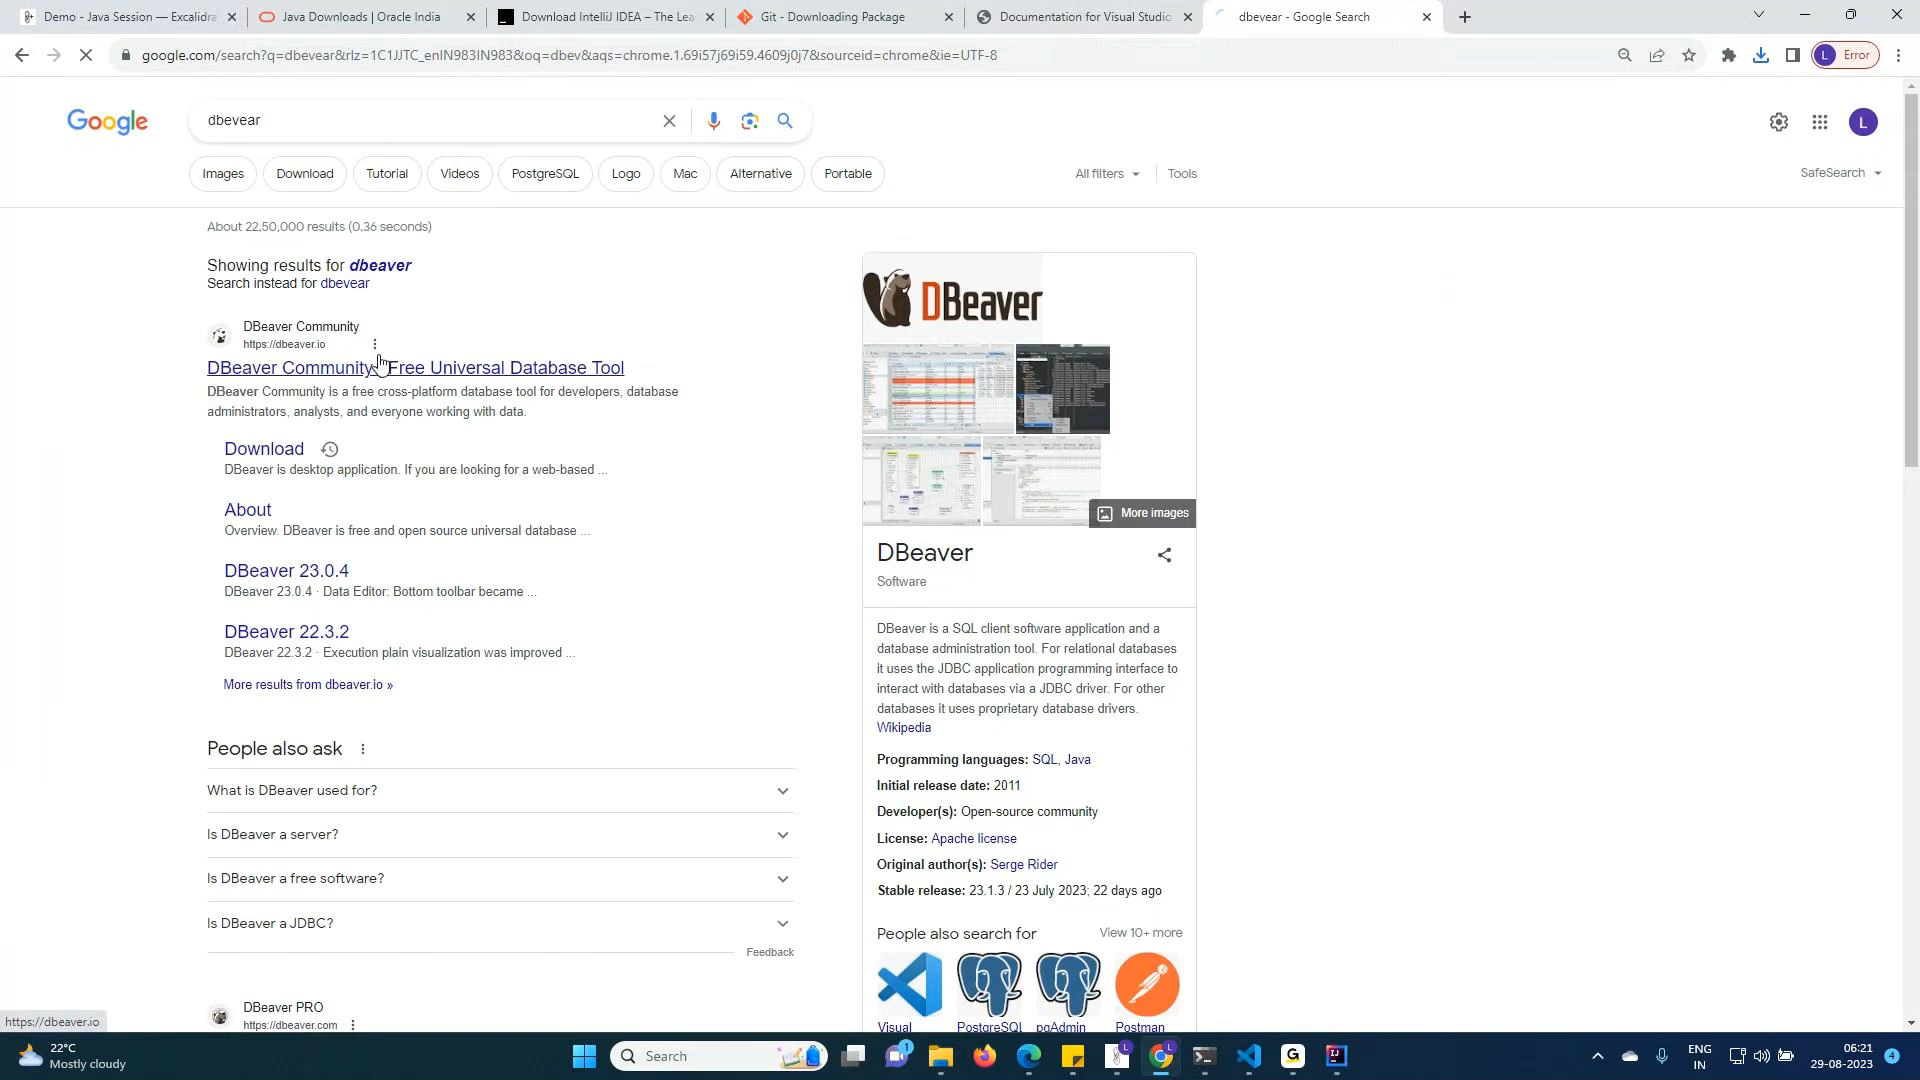 Demo - Java Session — Excalidra
Java Downloads | Oracle India
Download IntelliJ IDEA – The Lea
Git - Downloading Package
Documentation for Visual Studio
dbevear - Google Search
google.com/search?q=dbevear&rlz=1C1JJTC_enIN983IN983&oq=dbev&aqs=chrome.1.69i57j69i59.4609j0j7&sourceid=chrome&ie=UTF-8
L Error
Google
dbevear
L
Images
Download
Tutorial
Videos
PostgreSQL
Logo
Mac
Alternative
Portable
All filters
Tools
SafeSearch
About 22,50,000 results (0.36 seconds)
Showing results for dbeaver
Search instead for dbevear
DBeaver Community
https://dbeaver.io
DBeaver Community | Free Universal Database Tool
DBeaver Community is a free cross-platform database tool for developers, database
administrators, analysts, and everyone working with data.
Download
DBeaver is desktop application. If you are looking for a web-based ...
About
Overview. DBeaver is free and open source universal database ...
DBeaver 23.0.4
DBeaver 23.0.4 · Data Editor: Bottom toolbar became ...
DBeaver 22.3.2
DBeaver 22.3.2 · Execution plain visualization was improved ...
More results from dbeaver.io »
People also ask
What is DBeaver used for?
Is DBeaver a server?
Is DBeaver a free software?
Is DBeaver a JDBC?
Feedback
DBeaver PRO
https://dbeaver.com
DBeaver
More images
DBeaver
Software
DBeaver is a SQL client software application and a
database administration tool. For relational databases
it uses the JDBC application programming interface to
interact with databases via a JDBC driver. For other
databases it uses proprietary database drivers.
Wikipedia
Programming languages: SQL, Java
Initial release date: 2011
Developer(s): Open-source community
License: Apache license
Original author(s): Serge Rider
Stable release: 23.1.3 / 23 July 2023; 22 days ago
People also search for
View 10+ more
Visual
PostgreSQL
pgAdmin
Postman
https://dbeaver.io
22°C
Mostly cloudy
Search
1
L
L
G
IJ
ENG
IN
06:21
29-08-2023
4